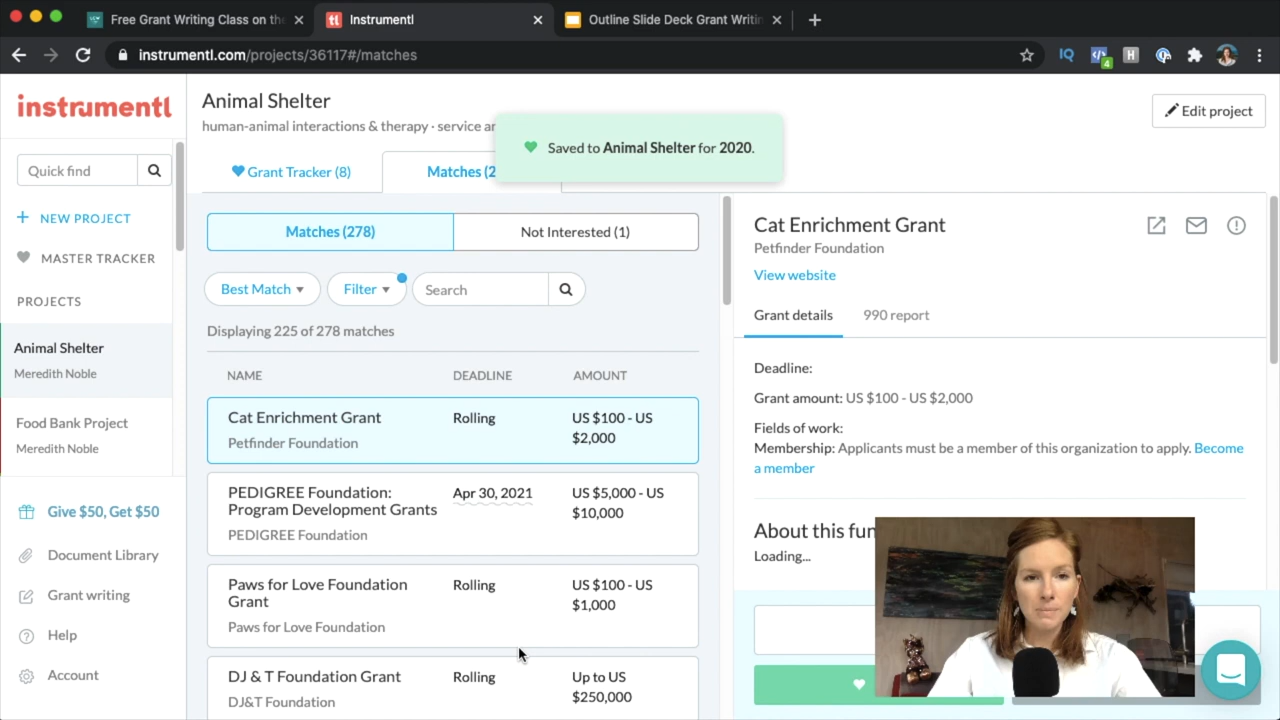 Free Grant Writing Class on the
Instrumentl
Outline Slide Deck Grant Writin
instrumentl.com/projects/36117#/matches
IQ
4
H
instrumentl
Quick find
+ NEW PROJECT
MASTER TRACKER
PROJECTS
Animal Shelter
Meredith Noble
Food Bank Project
Meredith Noble
Give $50, Get $50
Document Library
Grant writing
Help
Account
Animal Shelter
human-animal interactions & therapy · service an
Edit project
Saved to Animal Shelter for 2020.
Grant Tracker (8)
Matches (2
Matches (278)
Not Interested (1)
Best Match
Filter
Search
Displaying 225 of 278 matches
NAME DEADLINE AMOUNT
Cat Enrichment Grant Rolling US $100 - US
$2,000
Petfinder Foundation
PEDIGREE Foundation: Apr 30, 2021 US $5,000 - US
Program Development Grants $10,000
PEDIGREE Foundation
Paws for Love Foundation Rolling US $100 - US
Grant $1,000
Paws for Love Foundation
DJ & T Foundation Grant Rolling Up to US
$250,000
DJ&T Foundation
Cat Enrichment Grant
Petfinder Foundation
View website
Grant details
990 report
Deadline:
Grant amount: US $100 - US $2,000
Fields of work:
Membership: Applicants must be a member of this organization to apply. Become
a member
About this fun
Loading...